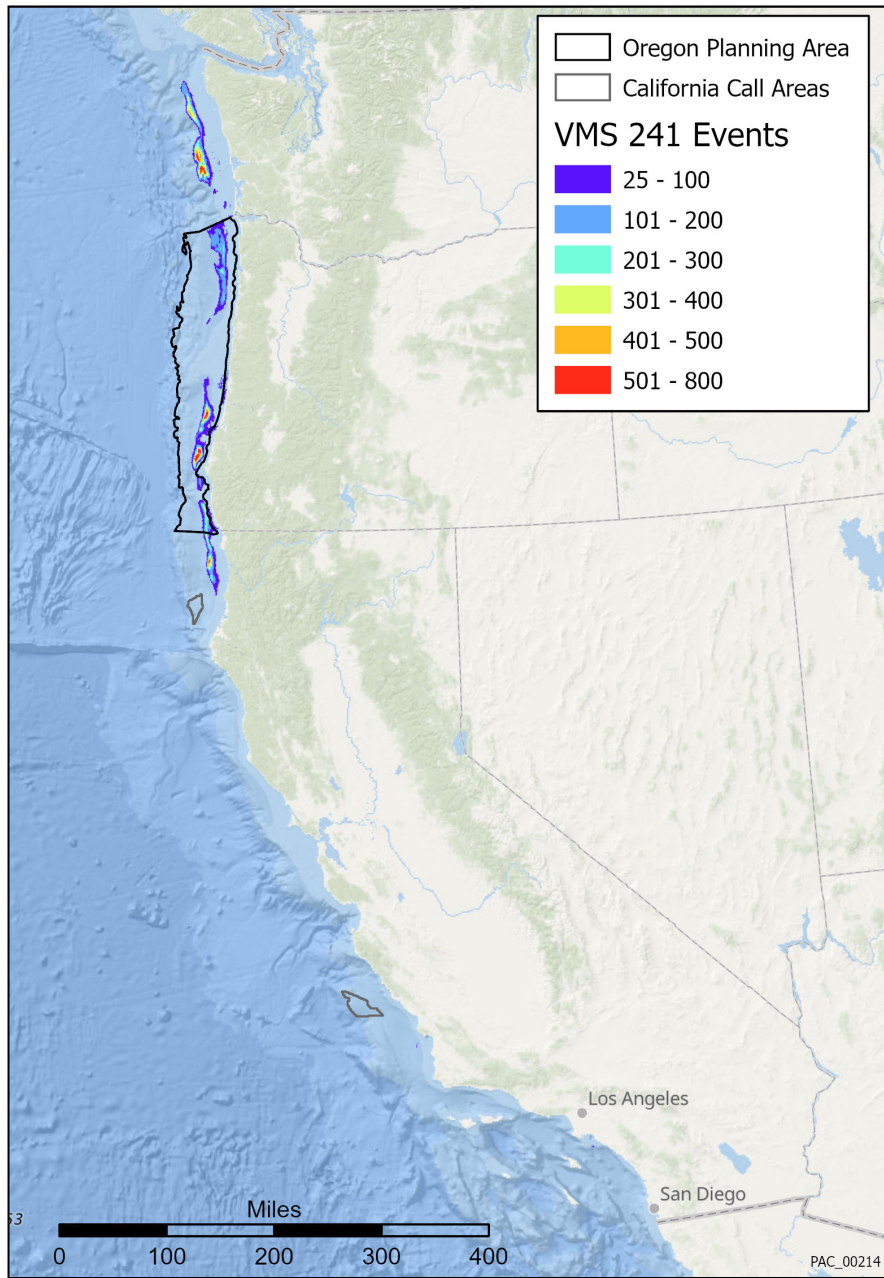 Oregon Planning Area
California Call Areas
VMS 241 Events
25 - 100
101 - 200
201 - 300
301 - 400
401 - 500
501 - 800
Los Angeles
San Diego
53
Miles
0 100 200 300 400
PAC_00214